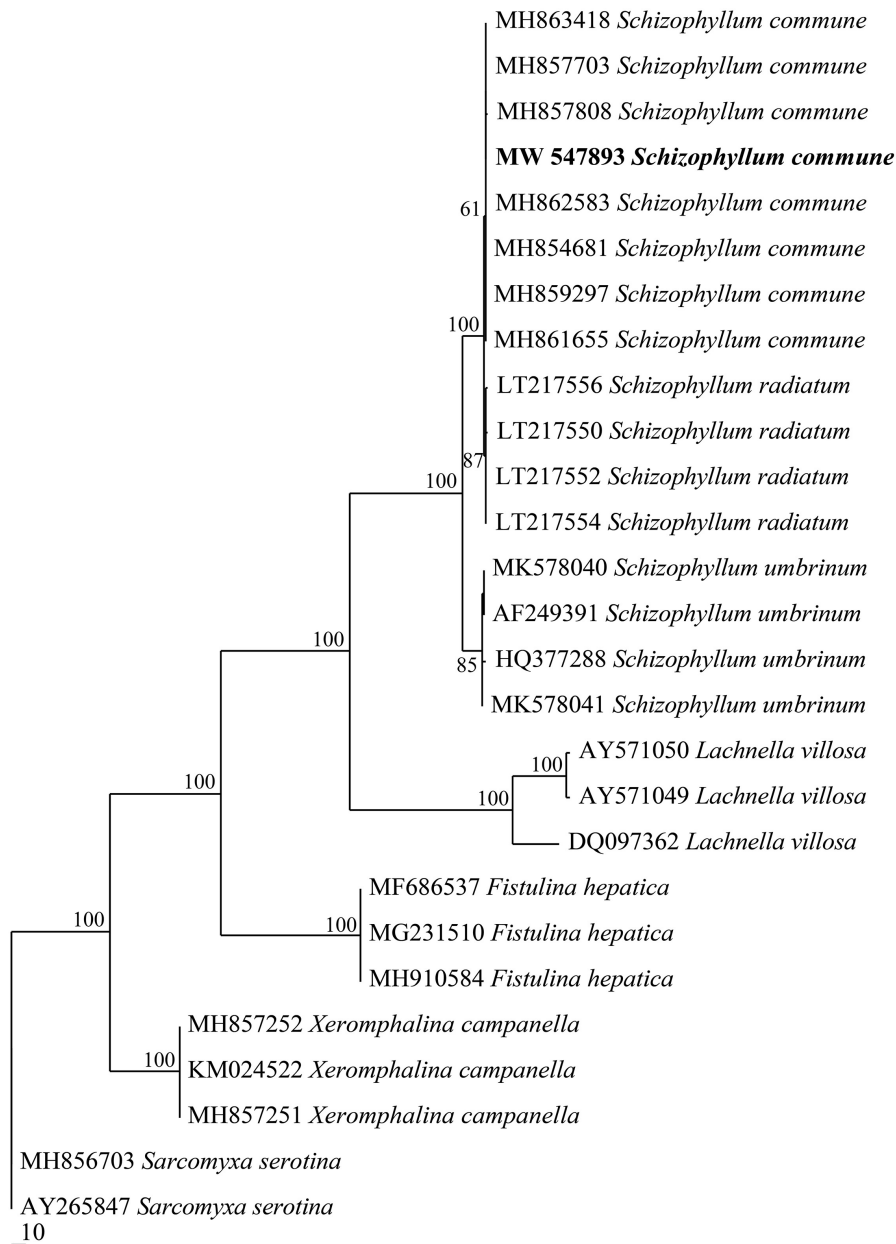 MH863418 Schizophyllum commune
MH857703 Schizophyllum commune
MH857808 Schizophyllum commune
MW 547893 Schizophyllum commune
61
MH862583 Schizophyllum commune
MH854681 Schizophyllum commune
MH859297 Schizophyllum commune
100
MH861655 Schizophyllum commune
LT217556 Schizophyllum radiatum
LT217550 Schizophyllum radiatum
87
LT217552 Schizophyllum radiatum
100
LT217554 Schizophyllum radiatum
MK578040 Schizophyllum umbrinum
AF249391 Schizophyllum umbrinum
100
HQ377288 Schizophyllum umbrinum
85
MK578041 Schizophyllum umbrinum
AY571050 Lachnella villosa
100
100
AY571049 Lachnella villosa
100
DQ097362 Lachnella villosa
MF686537 Fistulina hepatica
100
100
MG231510 Fistulina hepatica
MH910584 Fistulina hepatica
MH857252 Xeromphalina campanella
100
KM024522 Xeromphalina campanella
MH857251 Xeromphalina campanella
MH856703 Sarcomyxa serotina
AY265847 Sarcomyxa serotina
10